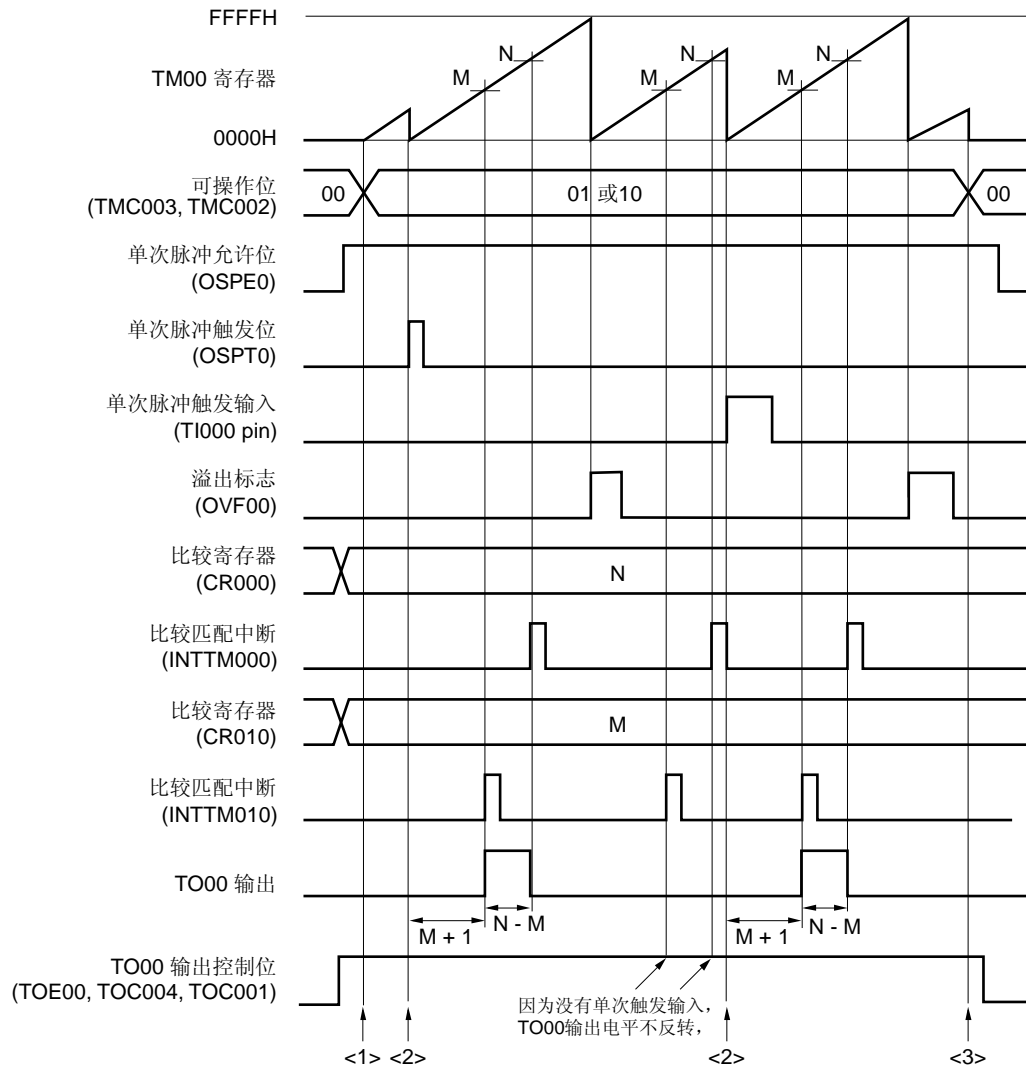 FFFFH
N N N
TM00 寄存器
M M M
0000H
可操作位
(TMC003, TMC002)
00 01 或10 00
单次脉冲允许位
(OSPE0)
单次脉冲触发位
(OSPT0)
单次脉冲触发输入
(TI000 pin)
溢出标志
(OVF00)
比较寄存器
(CR000)
N
比较匹配中断
(INTTM000)
比较寄存器
(CR010)
M
比较匹配中断
(INTTM010)
TO00 输出
M + 1 N - M M + 1 N - M
TO00 输出控制位
(TOE00, TOC004, TOC001)
因为没有单次触发输入，
TO00输出电平不反转，
<1> <2> <2> <3>